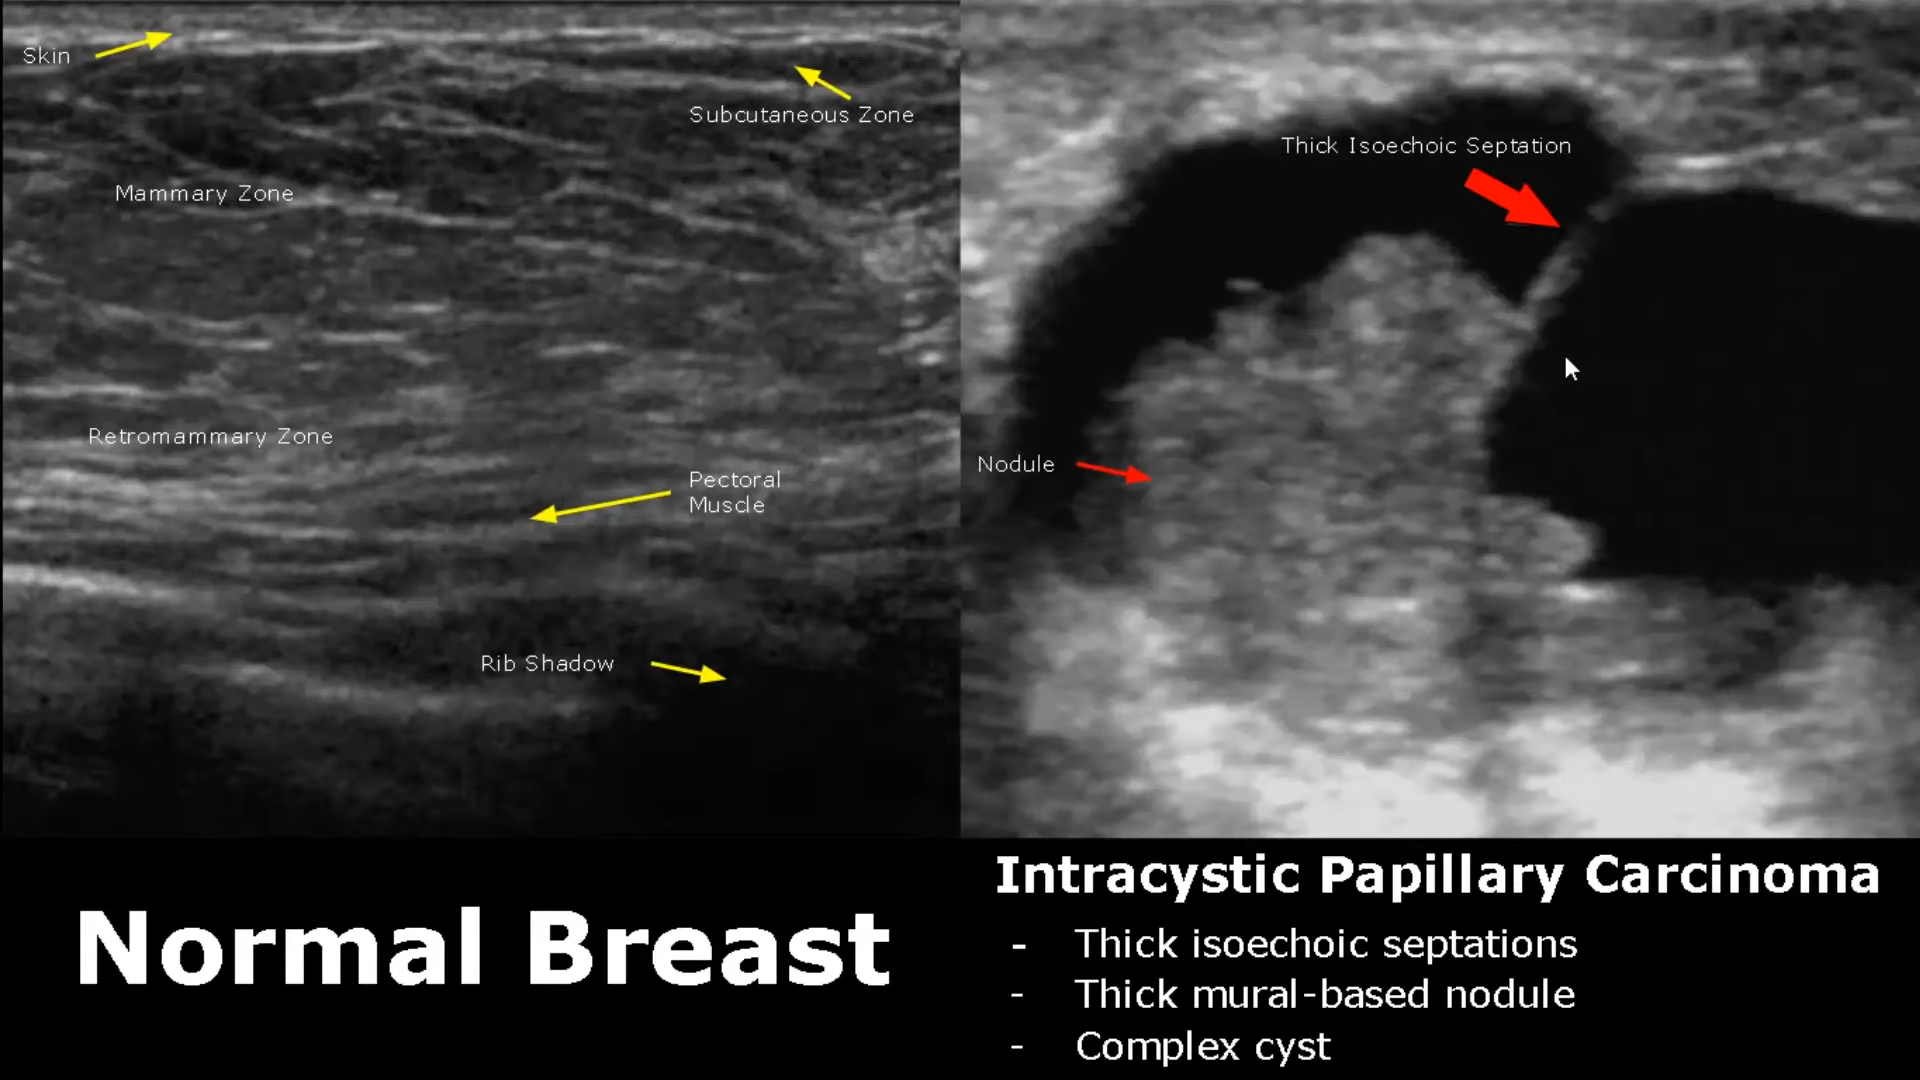 Skin
Subcutaneous Zone
Mammary Zone
Retromammary Zone
Pectoral
Muscle
Rib Shadow
Normal Breast
Thick Isoechoic Septation
Nodule
Intracystic Papillary Carcinoma
- Thick isoechoic septations
- Thick mural-based nodule
- Complex cyst